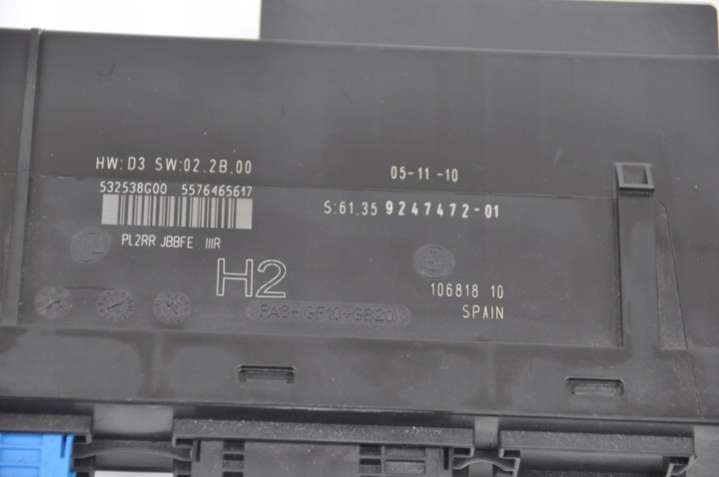 HW:D3 SW:02.2B.00
05-11-10
532538G00 5576465617
S:61.35 9247472-01
PL2RR JBBFE IIIR
H2
106818 10
SPAIN